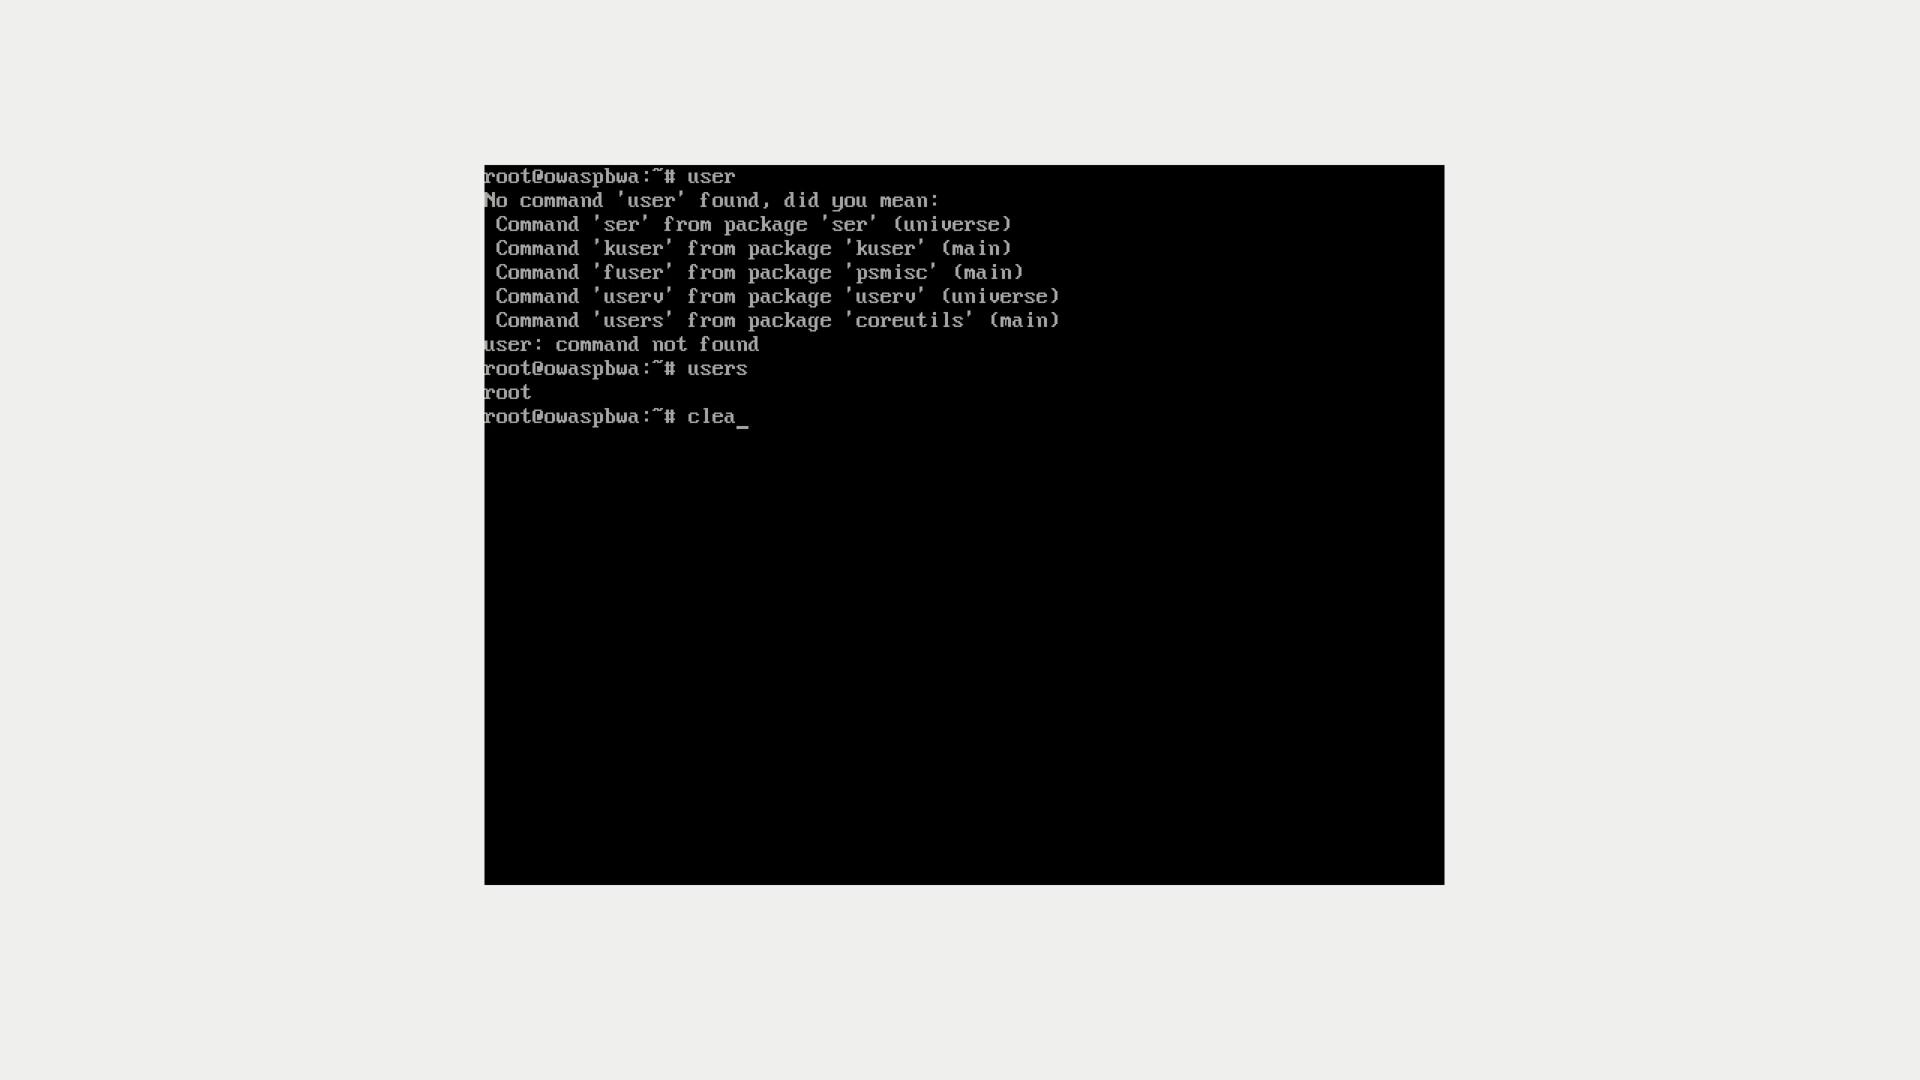 root@owaspbwa:~# user
No command 'user' found, did you mean:
 Command 'ser' from package 'ser' (universe)
 Command 'kuser' from package 'kuser' (main)
 Command 'fuser' from package 'psmisc' (main)
 Command 'userv' from package 'userv' (universe)
 Command 'users' from package 'coreutils' (main)
user: command not found
root@owaspbwa:~# users
root
root@owaspbwa:~# clea_